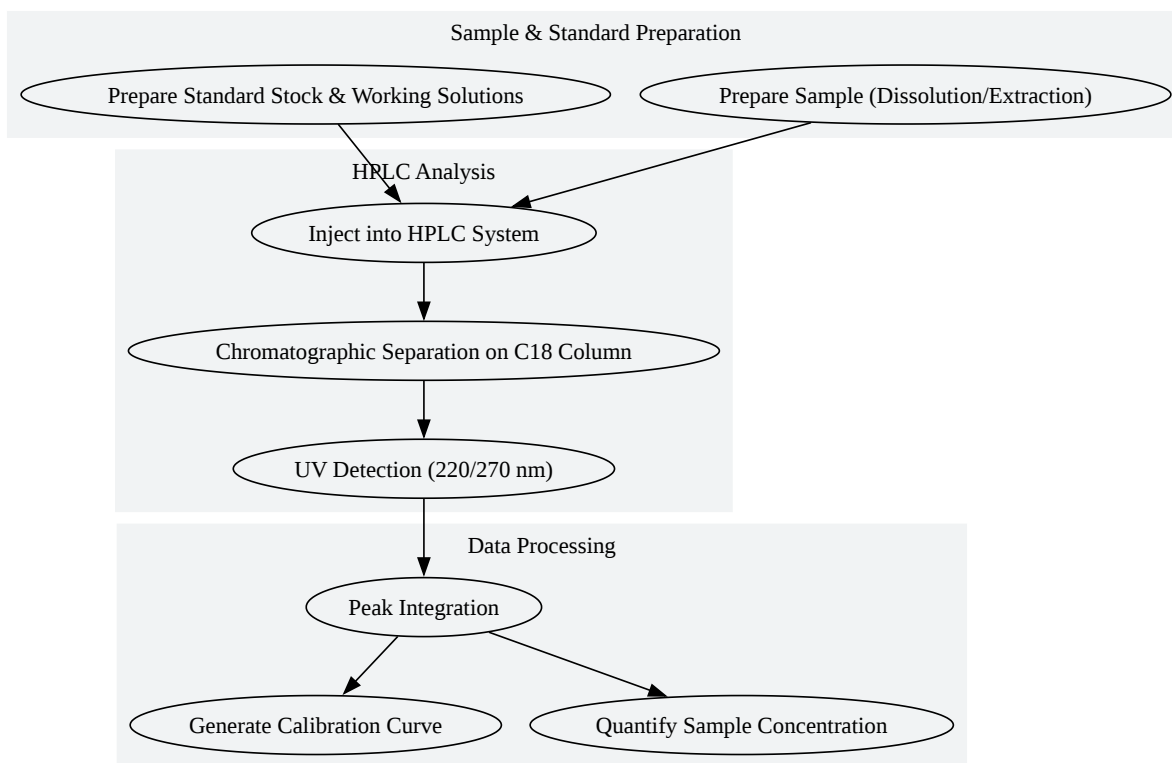 Sample & Standard Preparation
Prepare Standard Stock & Working Solutions
Prepare Sample (Dissolution/Extraction)
HPLC Analysis
Inject into HPLC System
Chromatographic Separation on C18 Column
UV Detection (220/270 nm)
Data Processing
Peak Integration
Generate Calibration Curve
Quantify Sample Concentration